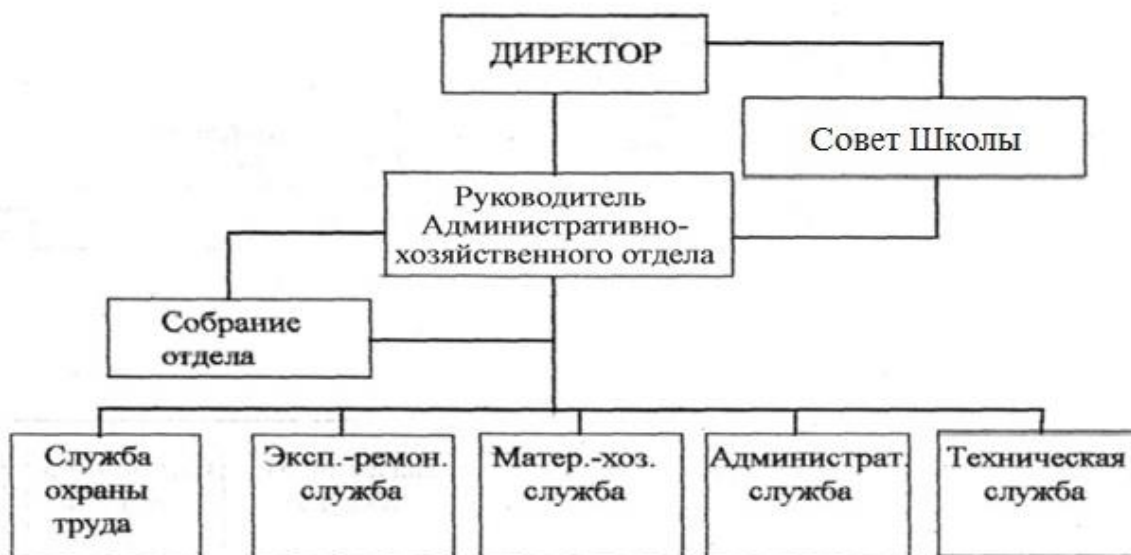 ДИРЕКТОР
Совет Школы
Руководитель
Административно-
хозяйственного отдела
Собрание
отдела
Служба
охраны
труда
Эксп.-ремон.
служба
Матер.-хоз.
служба
Администрат.
служба
Техническая
служба